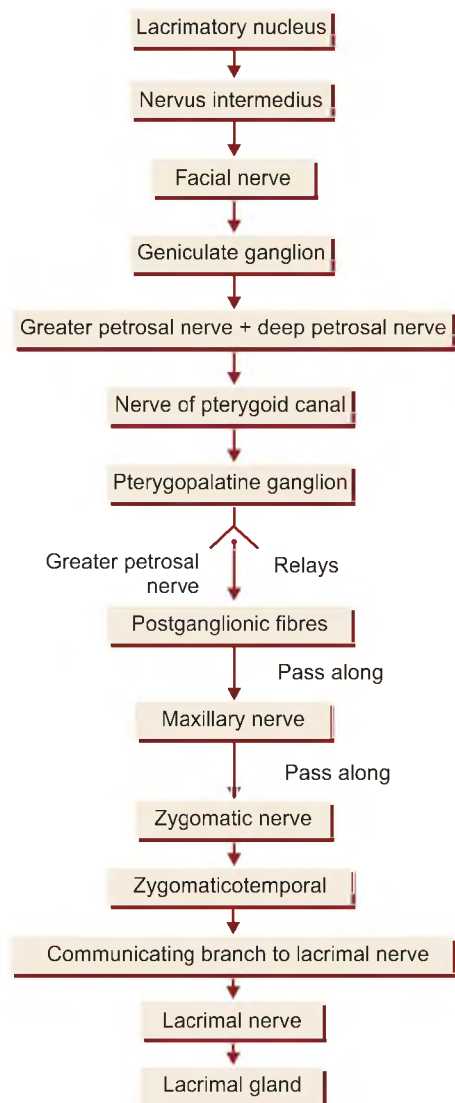 Lacrimatory nucleus
Nervus intermedius
Facial nerve
Geniculate ganglion
Greater petrosal nerve + deep petrosal nerve
Nerve of pterygoid canal
Pterygopalatine ganglion
Greater petrosal
nerve
Relays
Postganglionic fibres
Pass along
Maxillary nerve
Pass along
Zygomatic nerve
Zygomaticotemporal
Communicating branch to lacrimal nerve
Lacrimal nerve
Lacrimal gland